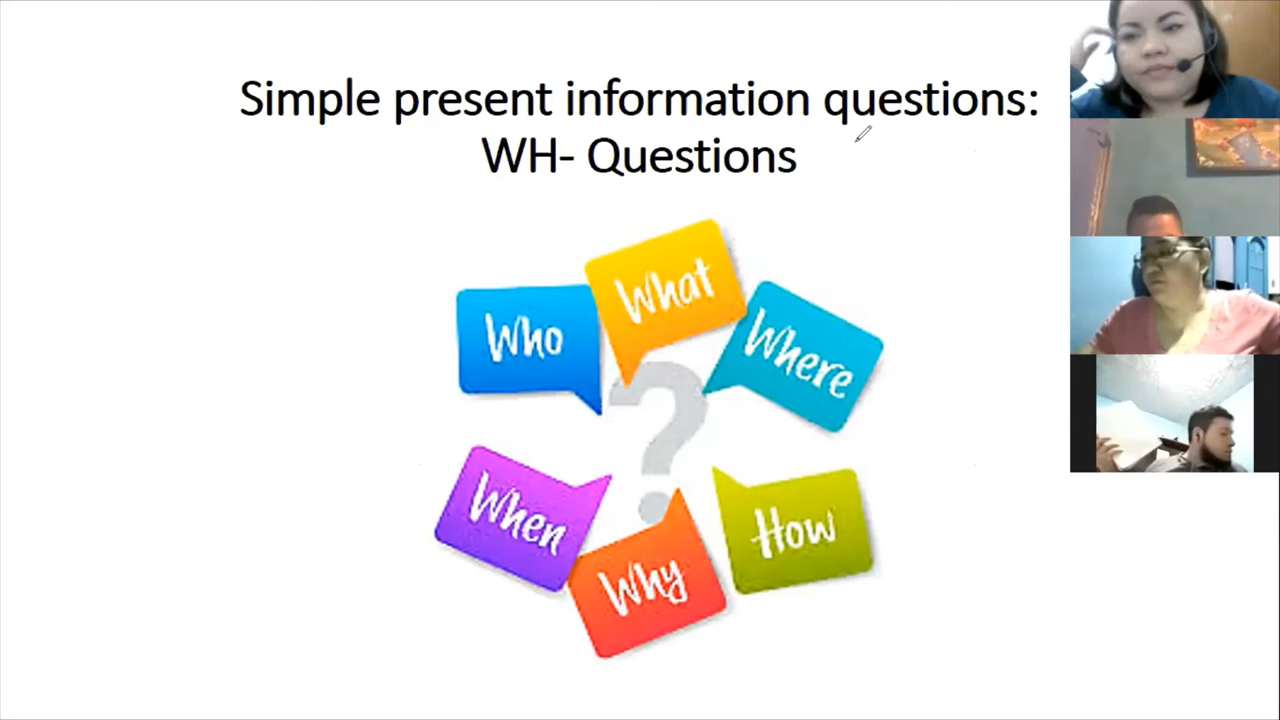 Simple present information questions:
WH- Questions
What
Who
Where
When
How
Why